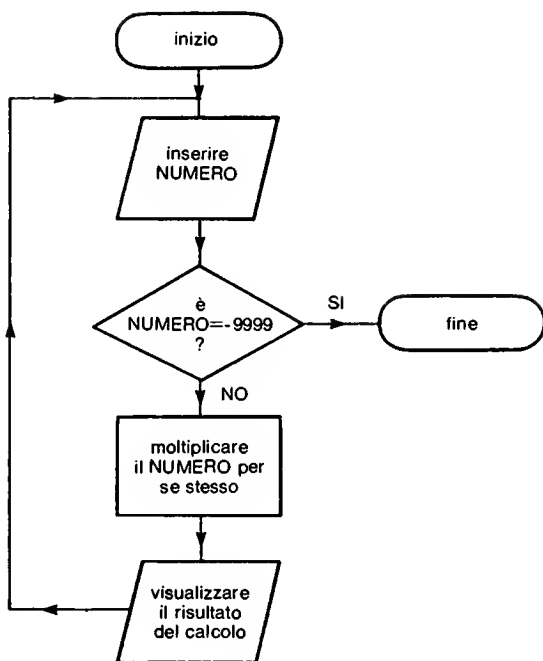 inizio
inserire
NUMERO
è
NUMERO=-9999
?
SI
fine
NO
moltiplicare
il NUMERO per
se stesso
visualizzare
il risultato
del calcolo